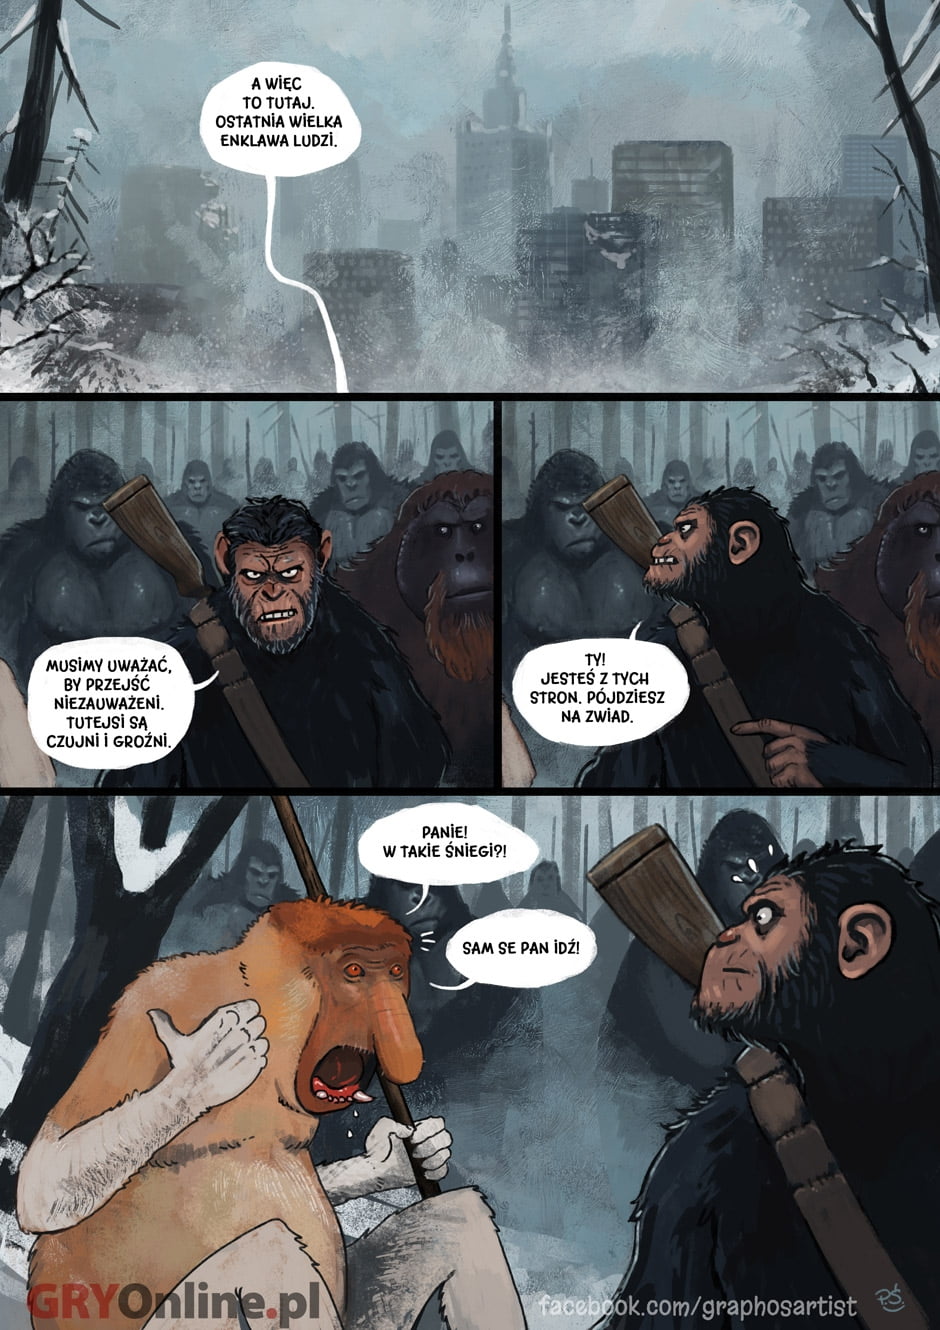 A WIĘC
TO TUTAJ.
OSTATNIA WIELKA
ENKLAWA LUDZI.
MUSIMY UWAŻAĆ,
BY PRZEJŚĆ
NIEZAUWAŻENI.
TUTEJSI SĄ
CZUJNI I GROŹNI.
TY!
JESTEŚ Z TYCH
STRON. PÓJDZIESZ
NA ZWIAD.
PANIE!
W TAKIE ŚNIEGI?!
SAM SE PAN IDŹ!
GRYOnline.pl
facebook.com/graphosartist
PŚ